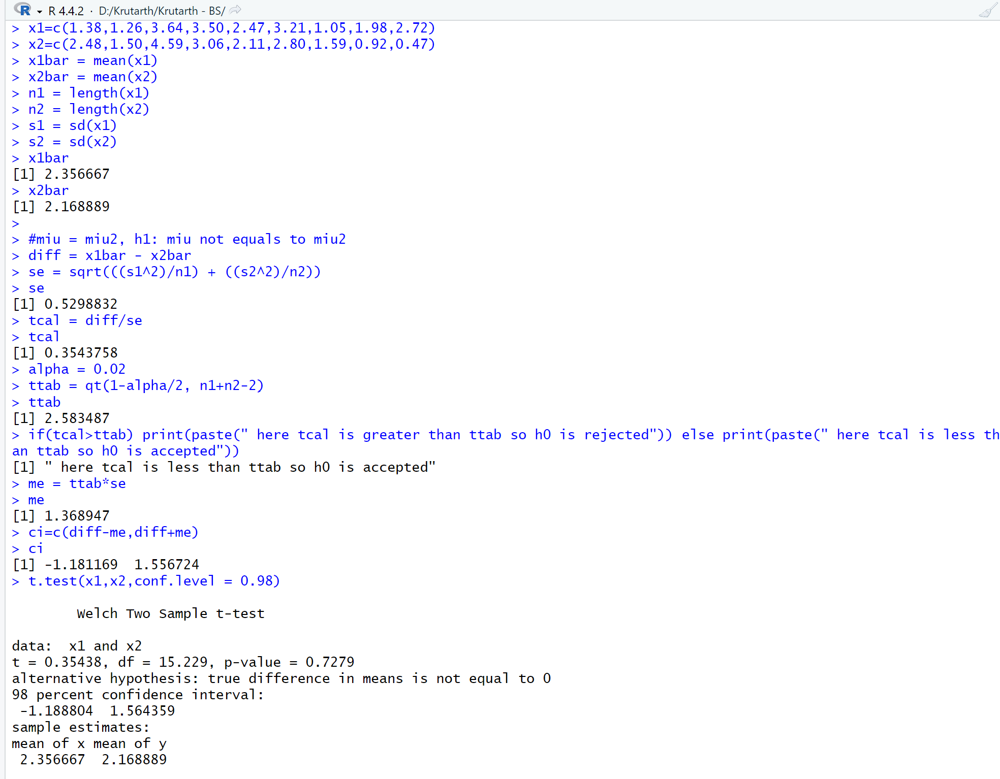 R R 4.4.2 · D:/Krutarth/Krutarth - BS/
> x1=c(1.38,1.26,3.64,3.50,2.47,3.21,1.05,1.98,2.72)
> x2=c(2.48,1.50,4.59,3.06,2.11,2.80,1.59,0.92,0.47)
> x1bar = mean(x1)
> x2bar = mean(x2)
> n1 = length(x1)
> n2 = length(x2)
> s1 = sd(x1)
> s2 = sd(x2)
> x1bar
[1] 2.356667
> x2bar
[1] 2.168889
>
> #miu = miu2, h1: miu not equals to miu2
> diff = x1bar - x2bar
> se = sqrt(((s1^2)/n1) + ((s2^2)/n2))
> se
[1] 0.5298832
> tcal = diff/se
> tcal
[1] 0.3543758
> alpha = 0.02
> ttab = qt(1-alpha/2, n1+n2-2)
> ttab
[1] 2.583487
> if(tcal>ttab) print(paste(" here tcal is greater than ttab so h0 is rejected")) else print(paste(" here tcal is less th
an ttab so h0 is accepted"))
[1] " here tcal is less than ttab so h0 is accepted"
> me = ttab*se
> me
[1] 1.368947
> ci=c(diff-me,diff+me)
> ci
[1] -1.181169  1.556724
> t.test(x1,x2,conf.level = 0.98)
Welch Two Sample t-test
data:  x1 and x2
t = 0.35438, df = 15.229, p-value = 0.7279
alternative hypothesis: true difference in means is not equal to 0
98 percent confidence interval:
-1.188804  1.564359
sample estimates:
mean of x mean of y
2.356667  2.168889